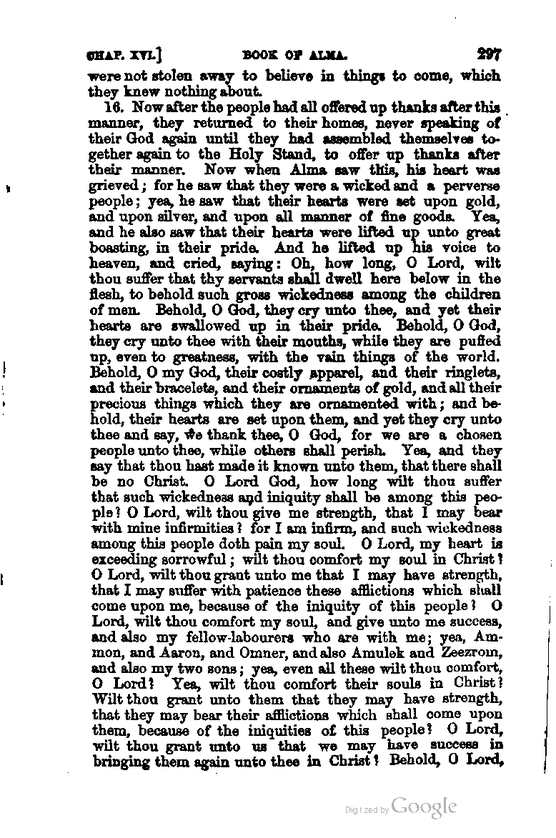 CHAP. XVI.] BOOK OF ALMA. 297
were not stolen away to believe in things to come, which
they knew nothing about.
16. Now after the people had all offered up thanks after this
manner, they returned to their homes, never speaking of
their God again until they had assembled themselves to-
gether again to the Holy Stand, to offer up thanks after
their manner. Now when Alma saw this, his heart was
grieved; for he saw that they were a wicked and a perverse
people; yea, he saw that their hearts were set upon gold,
and upon silver, and upon all manner of fine goods. Yea,
and he also saw that their hearts were lifted up unto great
boasting, in their pride. And he lifted up his voice to
heaven, and cried, saying: Oh, how long, O Lord, wilt
thou suffer that thy servants shall dwell here below in the
flesh, to behold such gross wickedness among the children
of men. Behold, O God, they cry unto thee, and yet their
hearts are swallowed up in their pride. Behold, O God,
they cry unto thee with their mouths, while they are puffed
up, even to greatness, with the vain things of the world.
Behold, O my God, their costly apparel, and their ringlets,
and their bracelets, and their ornaments of gold, and all their
precious things which they are ornamented with; and be-
hold, their hearts are set upon them, and yet they cry unto
thee and say, We thank thee, O God, for we are a chosen
people unto thee, while others shall perish. Yea, and they
say that thou hast made it known unto them, that there shall
be no Christ. O Lord God, how long wilt thou suffer
that such wickedness and iniquity shall be among this peo-
ple? O Lord, wilt thou give me strength, that I may bear
with mine infirmities? for I am infirm, and such wickedness
among this people doth pain my soul. O Lord, my heart is
exceeding sorrowful; wilt thou comfort my soul in Christ?
O Lord, wilt thou grant unto me that I may have strength,
that I may suffer with patience these afflictions which shall
come upon me, because of the iniquity of this people? O
Lord, wilt thou comfort my soul, and give unto me success,
and also my fellow-labourers who are with me; yea, Am-
mon, and Aaron, and Omner, and also Amulek and Zeezrom,
and also my two sons; yea, even all these wilt thou comfort,
O Lord? Yea, wilt thou comfort their souls in Christ?
Wilt thou grant unto them that they may have strength,
that they may bear their afflictions which shall come upon
them, because of the iniquities of this people? O Lord,
wilt thou grant unto us that we may have success in
bringing them again unto thee in Christ? Behold, O Lord,
Digitized by Google